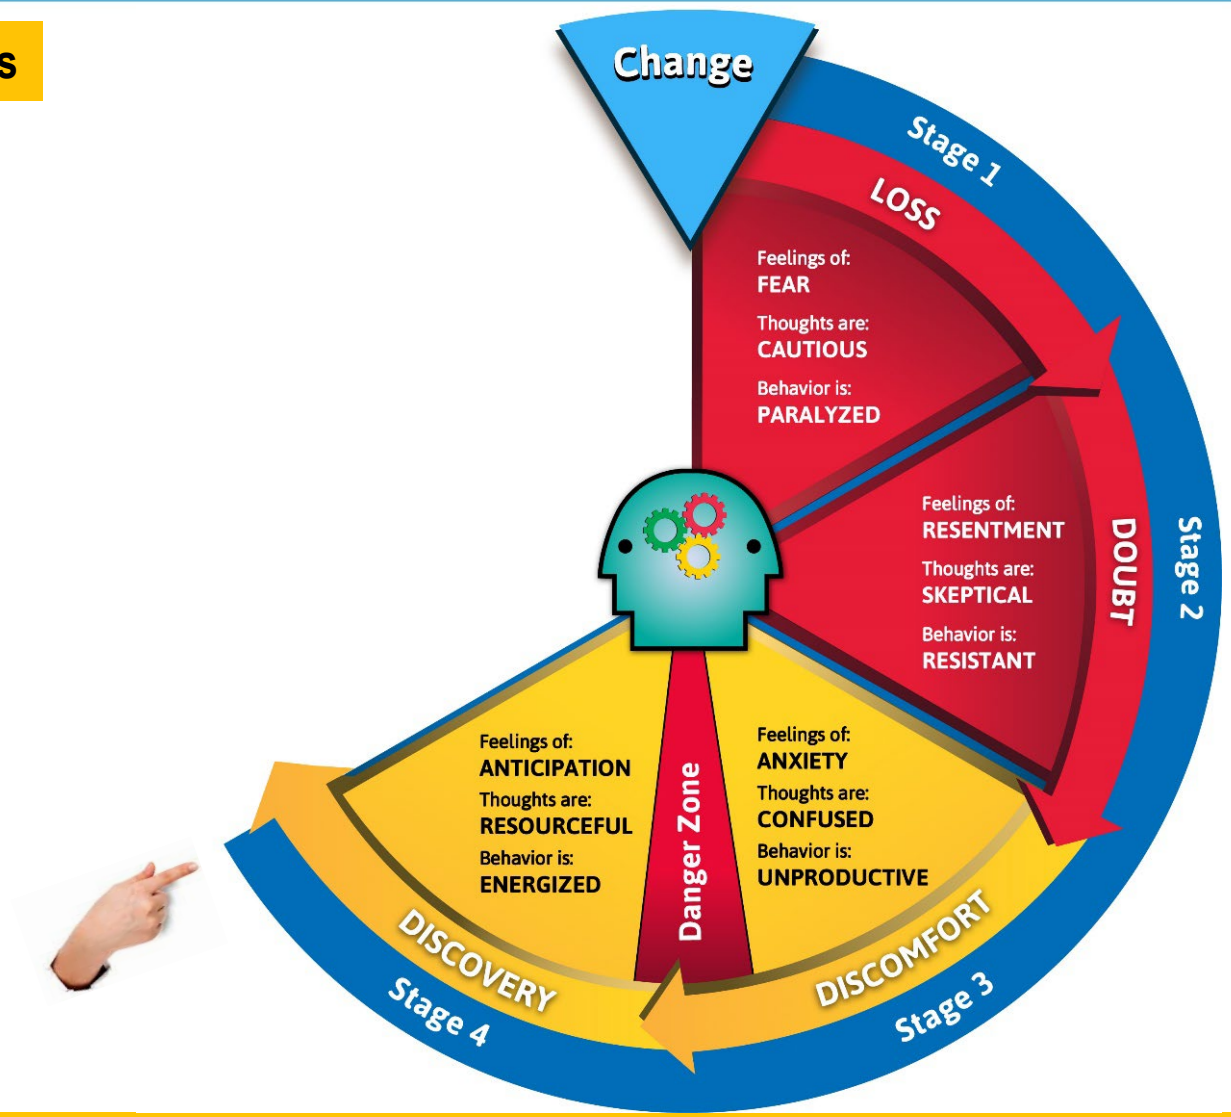 s
Change
Stage 1
LOSS
Feelings of:
FEAR
Thoughts are:
CAUTIOUS
Behavior is:
PARALYZED
Stage 2
DOUBT
Feelings of:
RESENTMENT
Thoughts are:
SKEPTICAL
Behavior is:
RESISTANT
Feelings of:
ANXIETY
Thoughts are:
CONFUSED
Behavior is:
UNPRODUCTIVE
DISCOMFORT
Stage 3
Danger Zone
Feelings of:
ANTICIPATION
Thoughts are:
RESOURCEFUL
Behavior is:
ENERGIZED
DISCOVERY
Stage 4